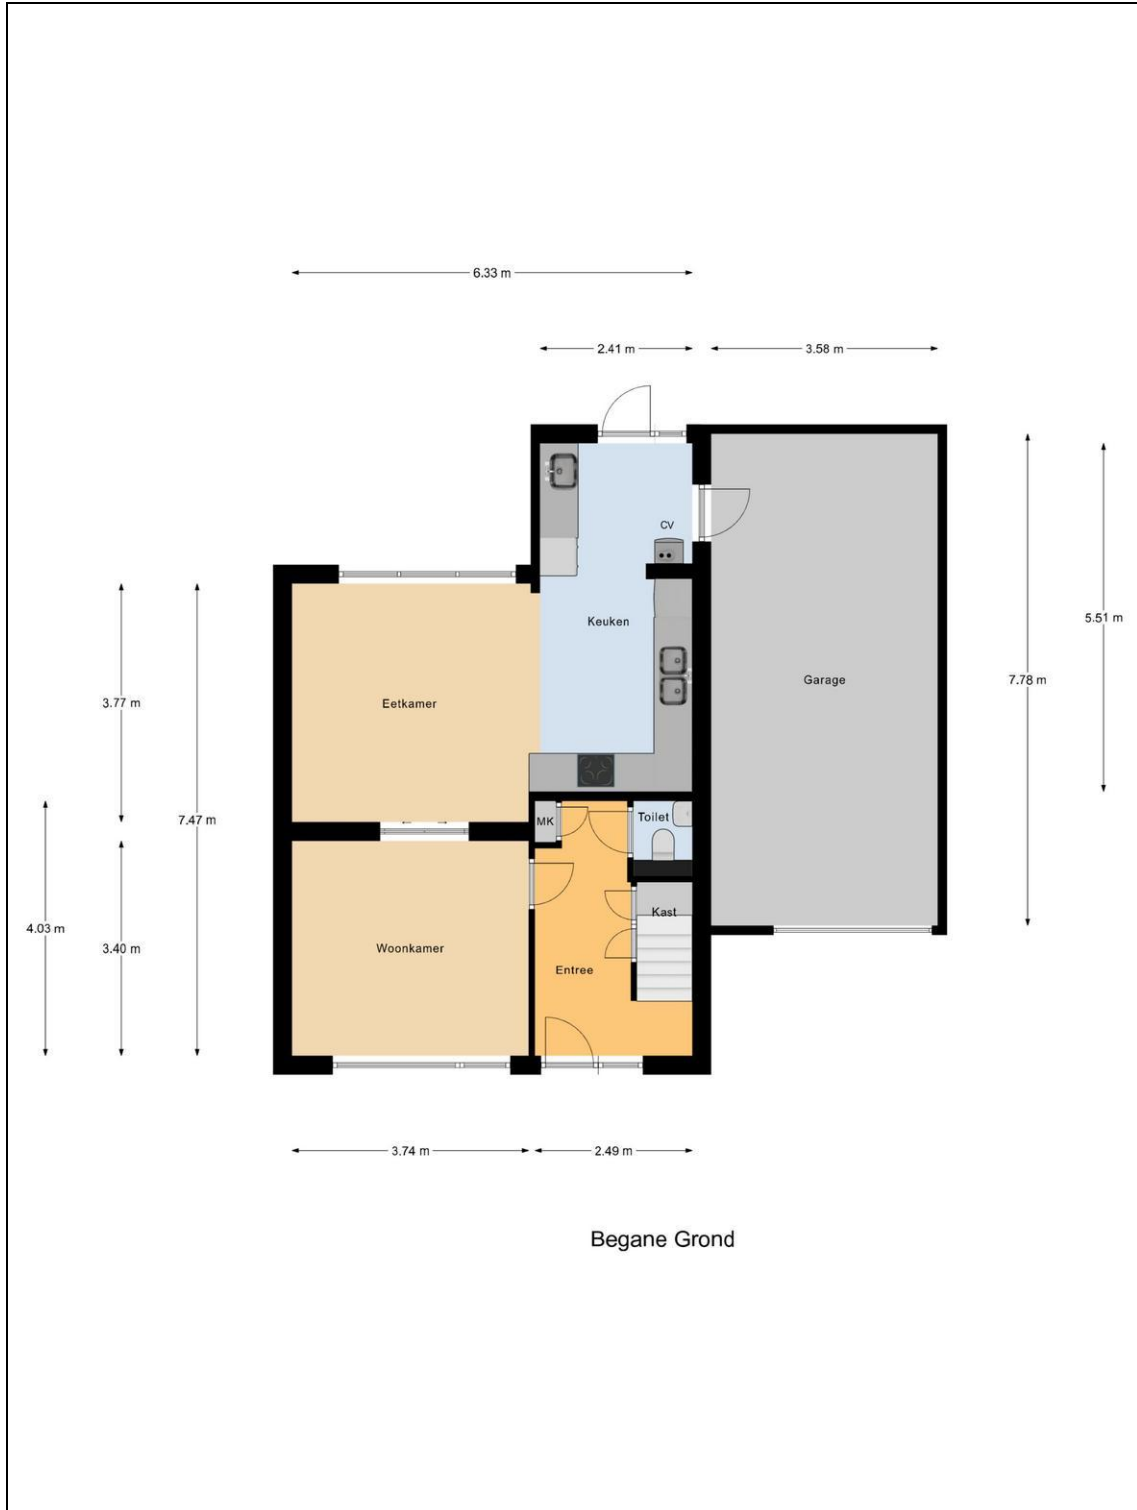 6.33 m
2.41 m
3.58 m
CV
Keuken
5.51 m
Garage
7.78 m
3.77 m
Eetkamer
7.47 m
MK
Toilet
4.03 m
3.40 m
Woonkamer
Kast
Entree
3.74 m
2.49 m
Begane Grond